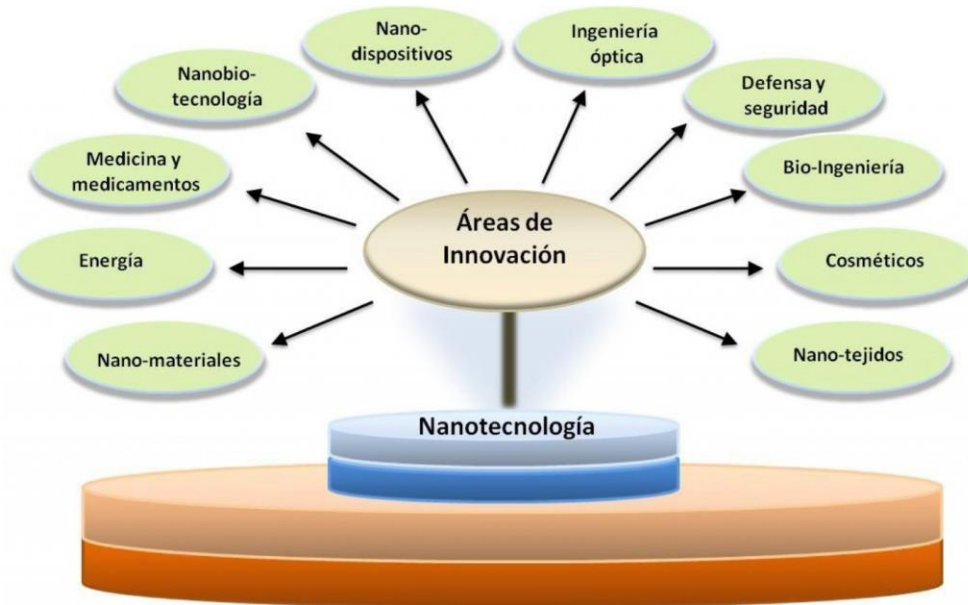 Nano-
dispositivos
Ingeniería
óptica
Nanobio-
tecnología
Defensa y
seguridad
Medicina y
medicamentos
Bio-Ingeniería
Áreas de
Innovación
Energía
Cosméticos
Nano-materiales
Nano-tejidos
Nanotecnología